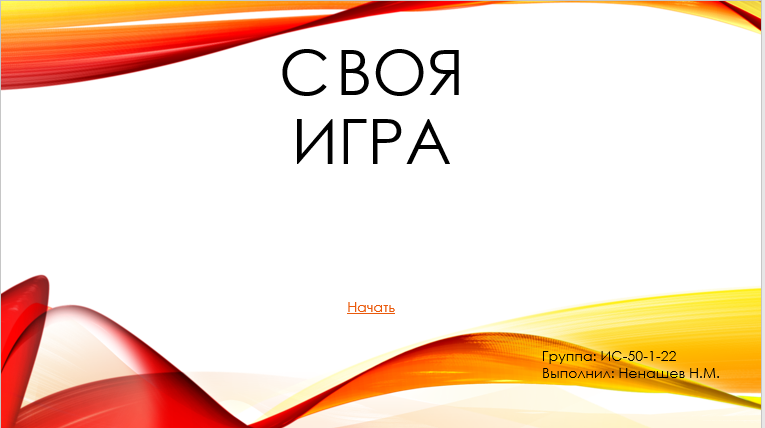 СВОЯ
ИГРА
Начать
Группа: ИС-50-1-22
Выполнил: Ненашев Н.М.